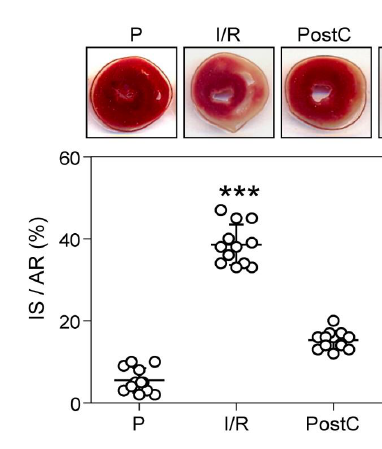 P I/R PostC
60
***
40
IS / AR (%)
20
0
P I/R PostC